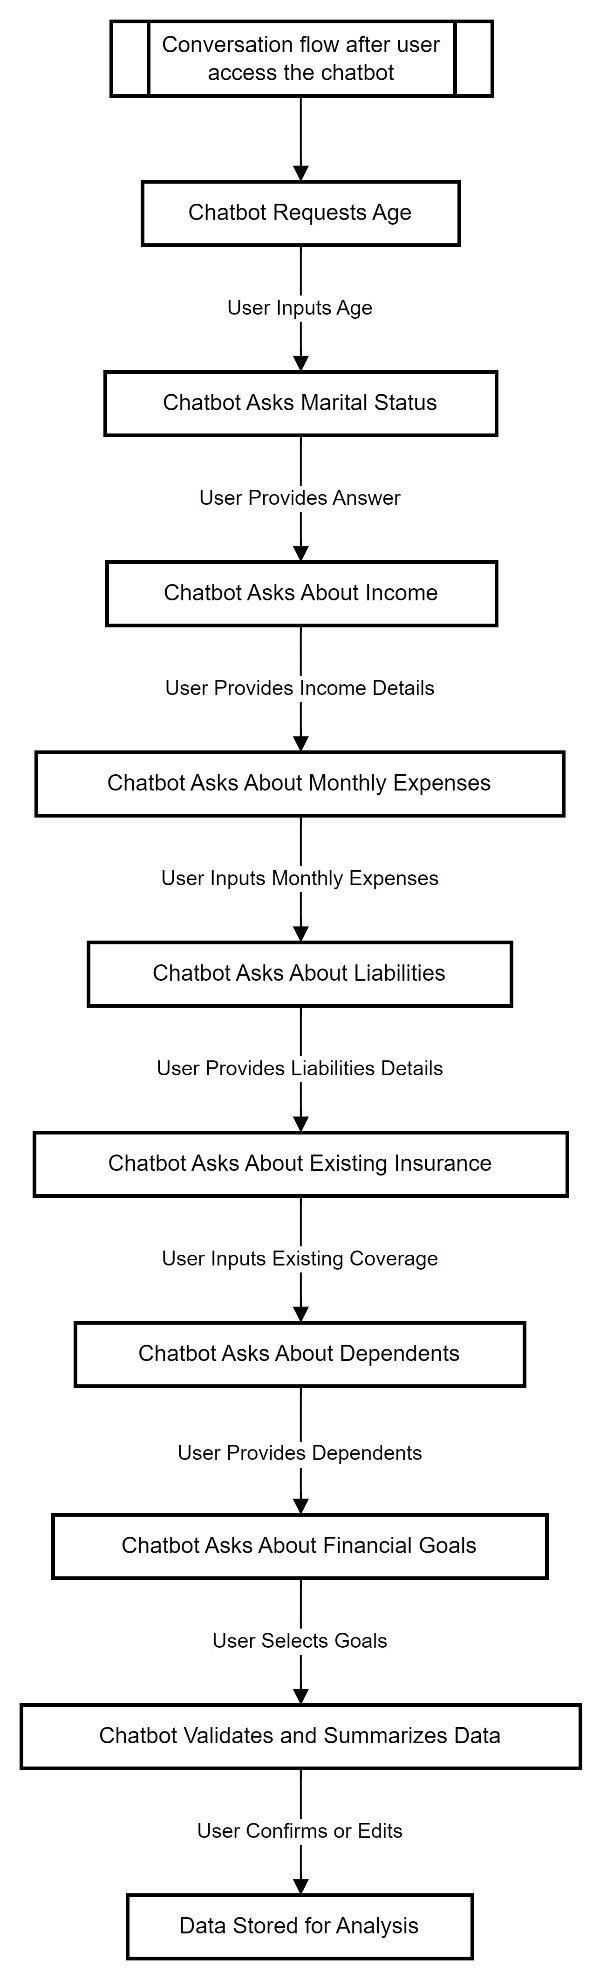 Conversation flow after user
access the chatbot
Chatbot Requests Age
User Inputs Age
Chatbot Asks Marital Status
User Provides Answer
Chatbot Asks About Income
User Provides Income Details
Chatbot Asks About Monthly Expenses
User Inputs Monthly Expenses
Chatbot Asks About Liabilities
User Provides Liabilities Details
Chatbot Asks About Existing Insurance
User Inputs Existing Coverage
Chatbot Asks About Dependents
User Provides Dependents
Chatbot Asks About Financial Goals
User Selects Goals
Chatbot Validates and Summarizes Data
User Confirms or Edits
Data Stored for Analysis